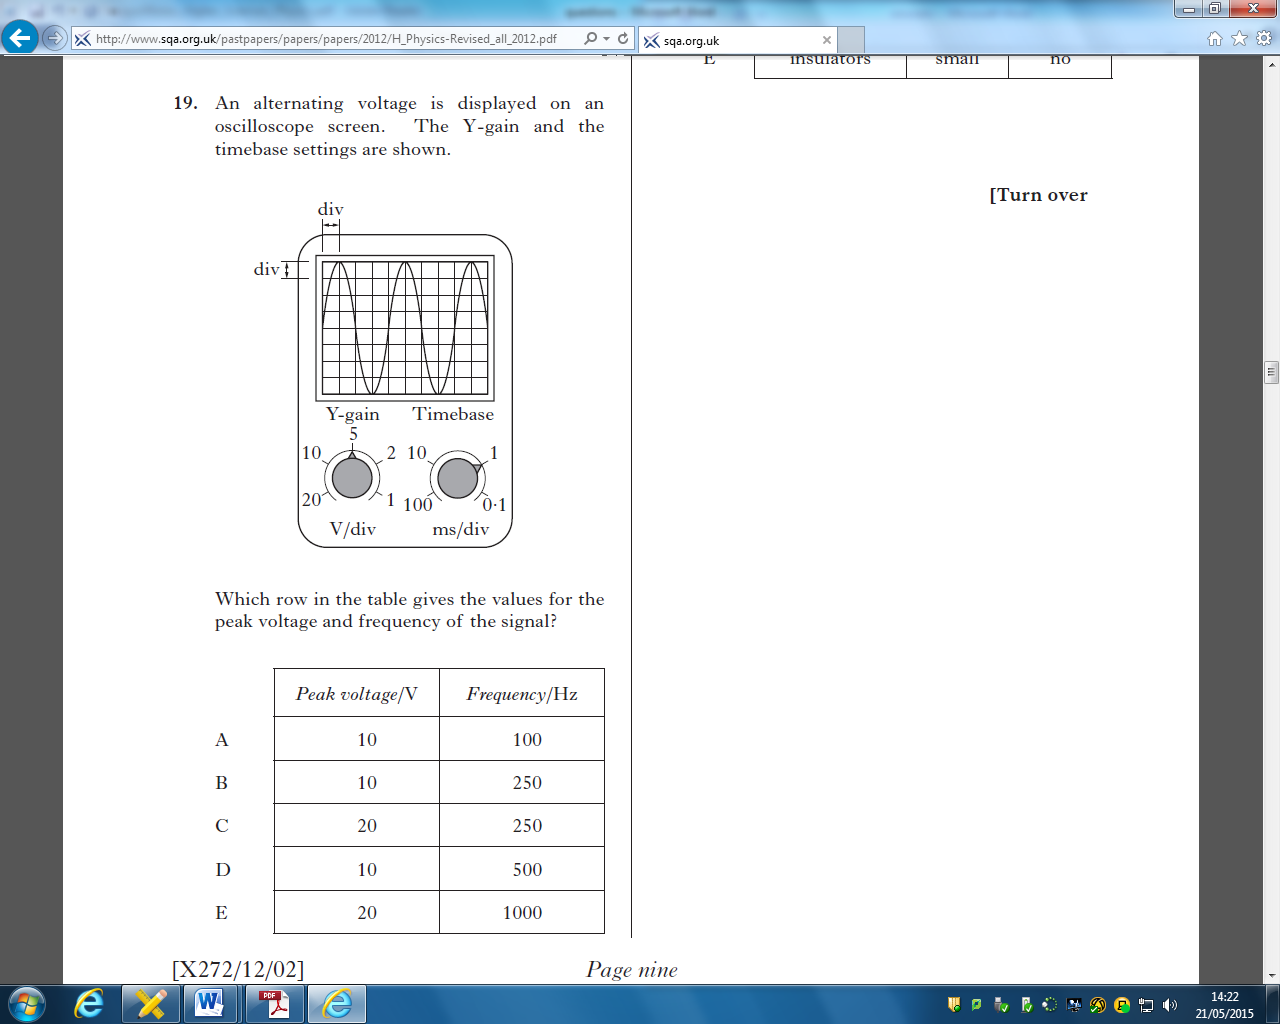 http://www.sqa.org.uk/pastpapers/papers/papers/2012/H_Physics-Revised_all_2012.pdf
sqa.org.uk
E insulators small no
19. An alternating voltage is displayed on an
oscilloscope screen. The Y-gain and the
timebase settings are shown.
[Turn over
div
div
Y-gain Timebase
5
10 2 10 1
20 1 100 0·1
V/div ms/div
Which row in the table gives the values for the
peak voltage and frequency of the signal?
Peak voltage/V Frequency/Hz
A 10 100
B 10 250
C 20 250
D 10 500
E 20 1000
[X272/12/02] Page nine
14:22
21/05/2015